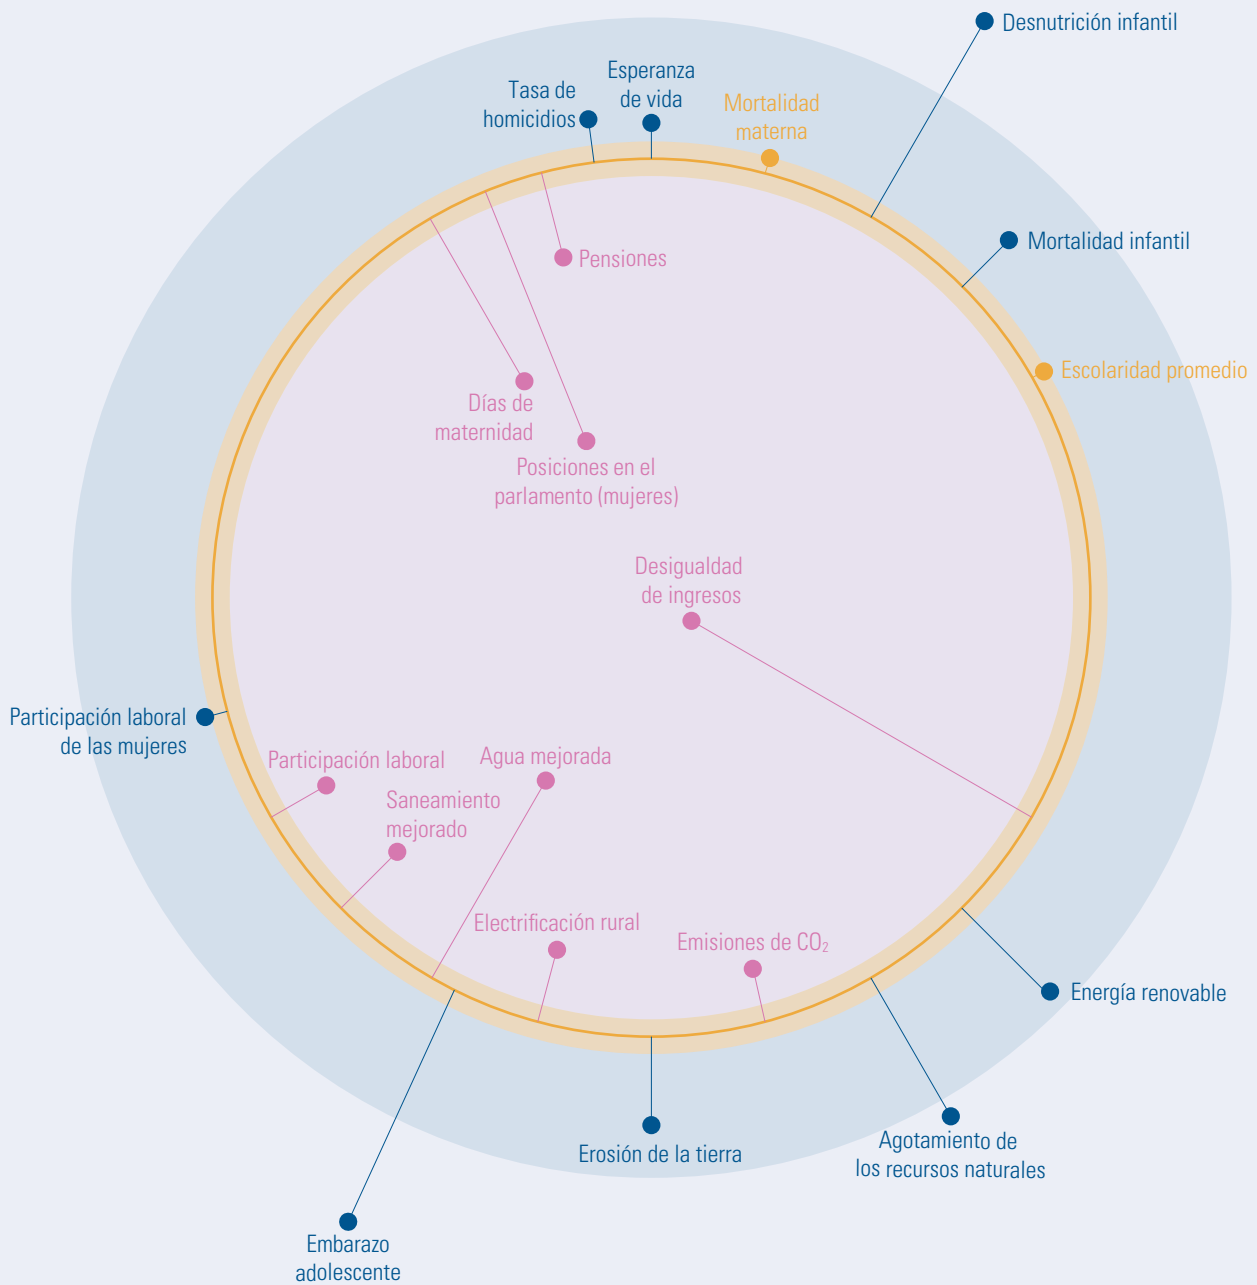 Desnutrición infantil
Esperanza
de vida
Tasa de
homicidios
Mortalidad
materna
Mortalidad infantil
Pensiones
Escolaridad promedio
Días de
maternidad
Posiciones en el
parlamento (mujeres)
Desigualdad
de ingresos
Participación laboral
de las mujeres
Participación laboral
Agua mejorada
Saneamiento
mejorado
Electrificación rural
Emisiones de CO₂
Energía renovable
Erosión de la tierra
Agotamiento de
los recursos naturales
Embarazo
adolescente